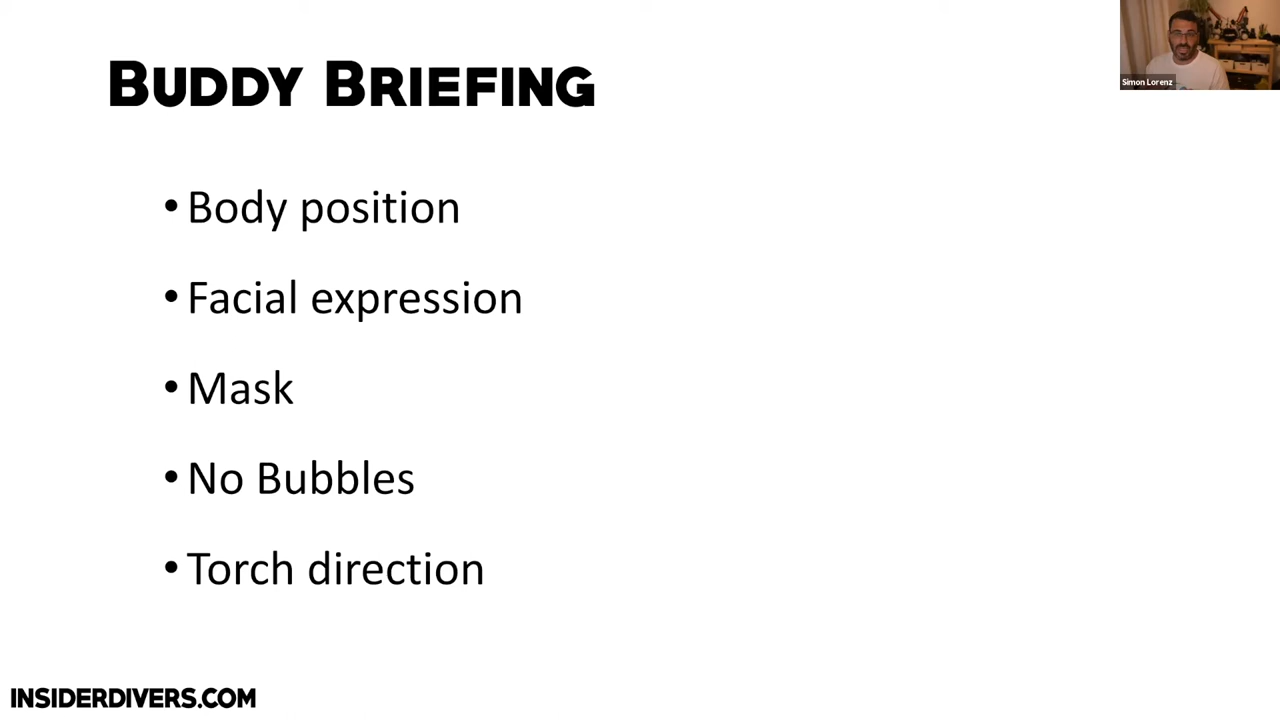 Buddy Briefing
Simon Lorenz
• Body position
• Facial expression
• Mask
• No Bubbles
• Torch direction
INSIDERDIVERS.COM